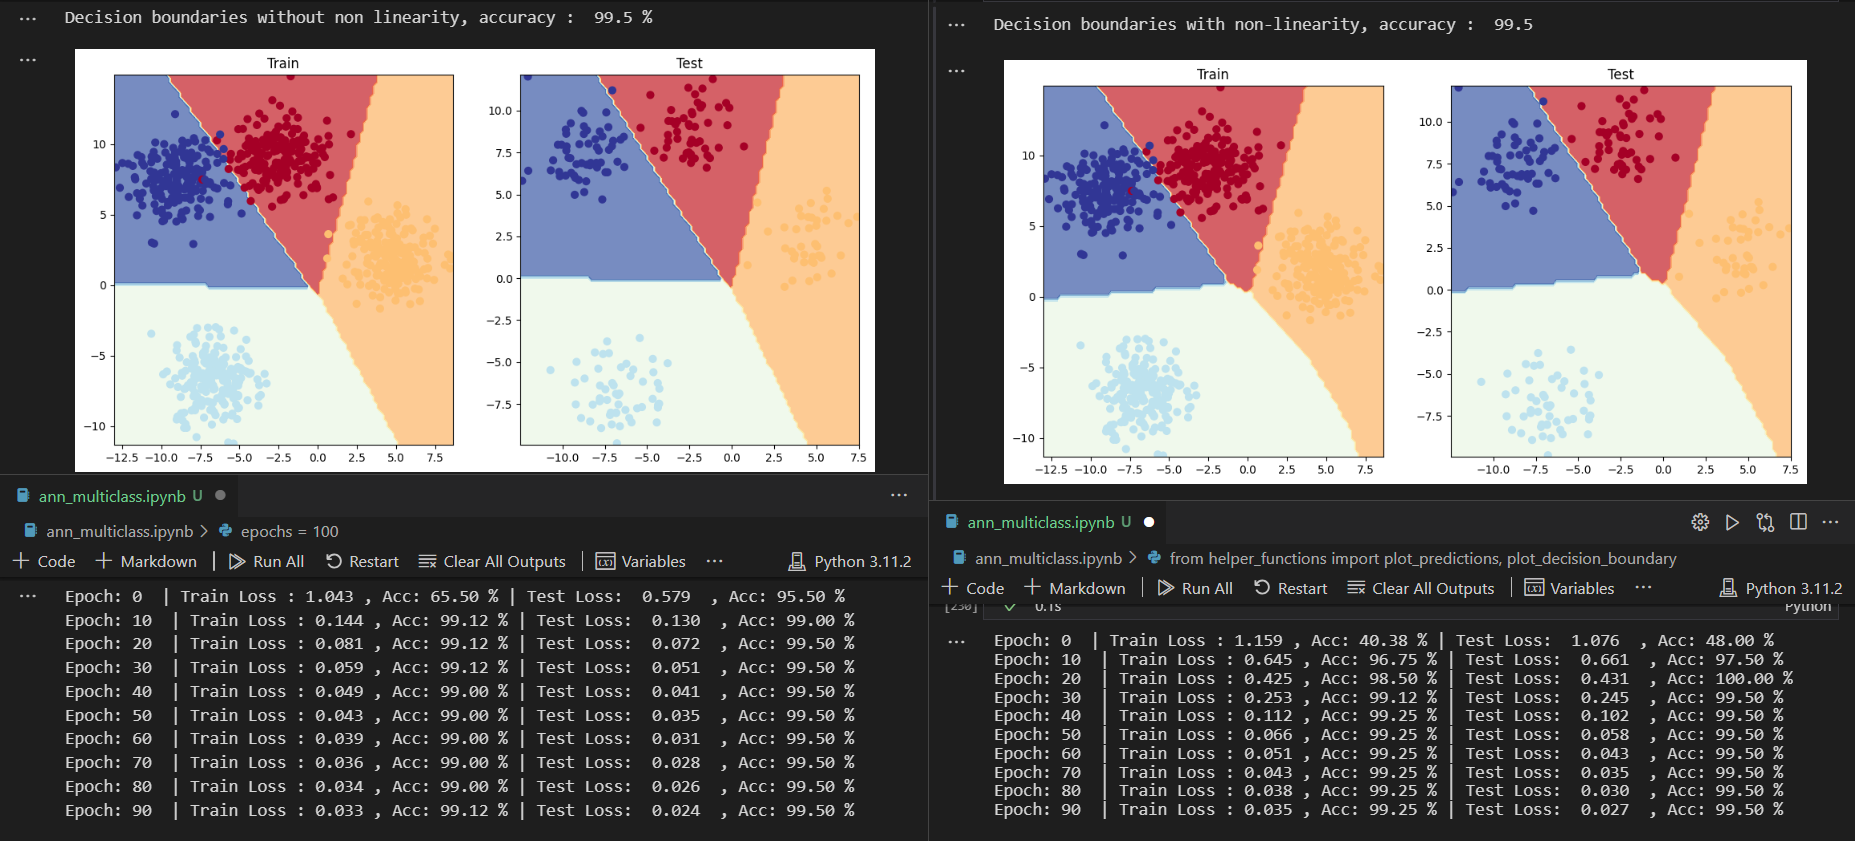 Decision boundaries without non linearity, accuracy :  99.5 %
Train
Test
10
5
0
−5
−10
−12.5 −10.0 −7.5 −5.0 −2.5 0.0 2.5 5.0 7.5
10.0
7.5
5.0
2.5
0.0
−2.5
−5.0
−7.5
−10.0 −7.5 −5.0 −2.5 0.0 2.5 5.0 7.5
ann_multiclass.ipynb U
ann_multiclass.ipynb > epochs = 100
+ Code + Markdown | Run All Restart Clear All Outputs | Variables ... Python 3.11.2
Epoch: 0  | Train Loss : 1.043 , Acc: 65.50 % | Test Loss:  0.579  , Acc: 95.50 %
Epoch: 10  | Train Loss : 0.144 , Acc: 99.12 % | Test Loss:  0.130  , Acc: 99.00 %
Epoch: 20  | Train Loss : 0.081 , Acc: 99.12 % | Test Loss:  0.072  , Acc: 99.50 %
Epoch: 30  | Train Loss : 0.059 , Acc: 99.12 % | Test Loss:  0.051  , Acc: 99.50 %
Epoch: 40  | Train Loss : 0.049 , Acc: 99.00 % | Test Loss:  0.041  , Acc: 99.50 %
Epoch: 50  | Train Loss : 0.043 , Acc: 99.00 % | Test Loss:  0.035  , Acc: 99.50 %
Epoch: 60  | Train Loss : 0.039 , Acc: 99.00 % | Test Loss:  0.031  , Acc: 99.50 %
Epoch: 70  | Train Loss : 0.036 , Acc: 99.00 % | Test Loss:  0.028  , Acc: 99.50 %
Epoch: 80  | Train Loss : 0.034 , Acc: 99.00 % | Test Loss:  0.026  , Acc: 99.50 %
Epoch: 90  | Train Loss : 0.033 , Acc: 99.12 % | Test Loss:  0.024  , Acc: 99.50 %
Decision boundaries with non-linearity, accuracy :  99.5
Train
Test
10
5
0
−5
−10
−12.5 −10.0 −7.5 −5.0 −2.5 0.0 2.5 5.0 7.5
10.0
7.5
5.0
2.5
0.0
−2.5
−5.0
−7.5
−10.0 −7.5 −5.0 −2.5 0.0 2.5 5.0 7.5
ann_multiclass.ipynb U
ann_multiclass.ipynb > from helper_functions import plot_predictions, plot_decision_boundary
+ Code + Markdown | Run All Restart Clear All Outputs | Variables ... Python 3.11.2
[230] 0.1s Python
Epoch: 0  | Train Loss : 1.159 , Acc: 40.38 % | Test Loss:  1.076  , Acc: 48.00 %
Epoch: 10  | Train Loss : 0.645 , Acc: 96.75 % | Test Loss:  0.661  , Acc: 97.50 %
Epoch: 20  | Train Loss : 0.425 , Acc: 98.50 % | Test Loss:  0.431  , Acc: 100.00 %
Epoch: 30  | Train Loss : 0.253 , Acc: 99.12 % | Test Loss:  0.245  , Acc: 99.50 %
Epoch: 40  | Train Loss : 0.112 , Acc: 99.25 % | Test Loss:  0.102  , Acc: 99.50 %
Epoch: 50  | Train Loss : 0.066 , Acc: 99.25 % | Test Loss:  0.058  , Acc: 99.50 %
Epoch: 60  | Train Loss : 0.051 , Acc: 99.25 % | Test Loss:  0.043  , Acc: 99.50 %
Epoch: 70  | Train Loss : 0.043 , Acc: 99.25 % | Test Loss:  0.035  , Acc: 99.50 %
Epoch: 80  | Train Loss : 0.038 , Acc: 99.25 % | Test Loss:  0.030  , Acc: 99.50 %
Epoch: 90  | Train Loss : 0.035 , Acc: 99.25 % | Test Loss:  0.027  , Acc: 99.50 %